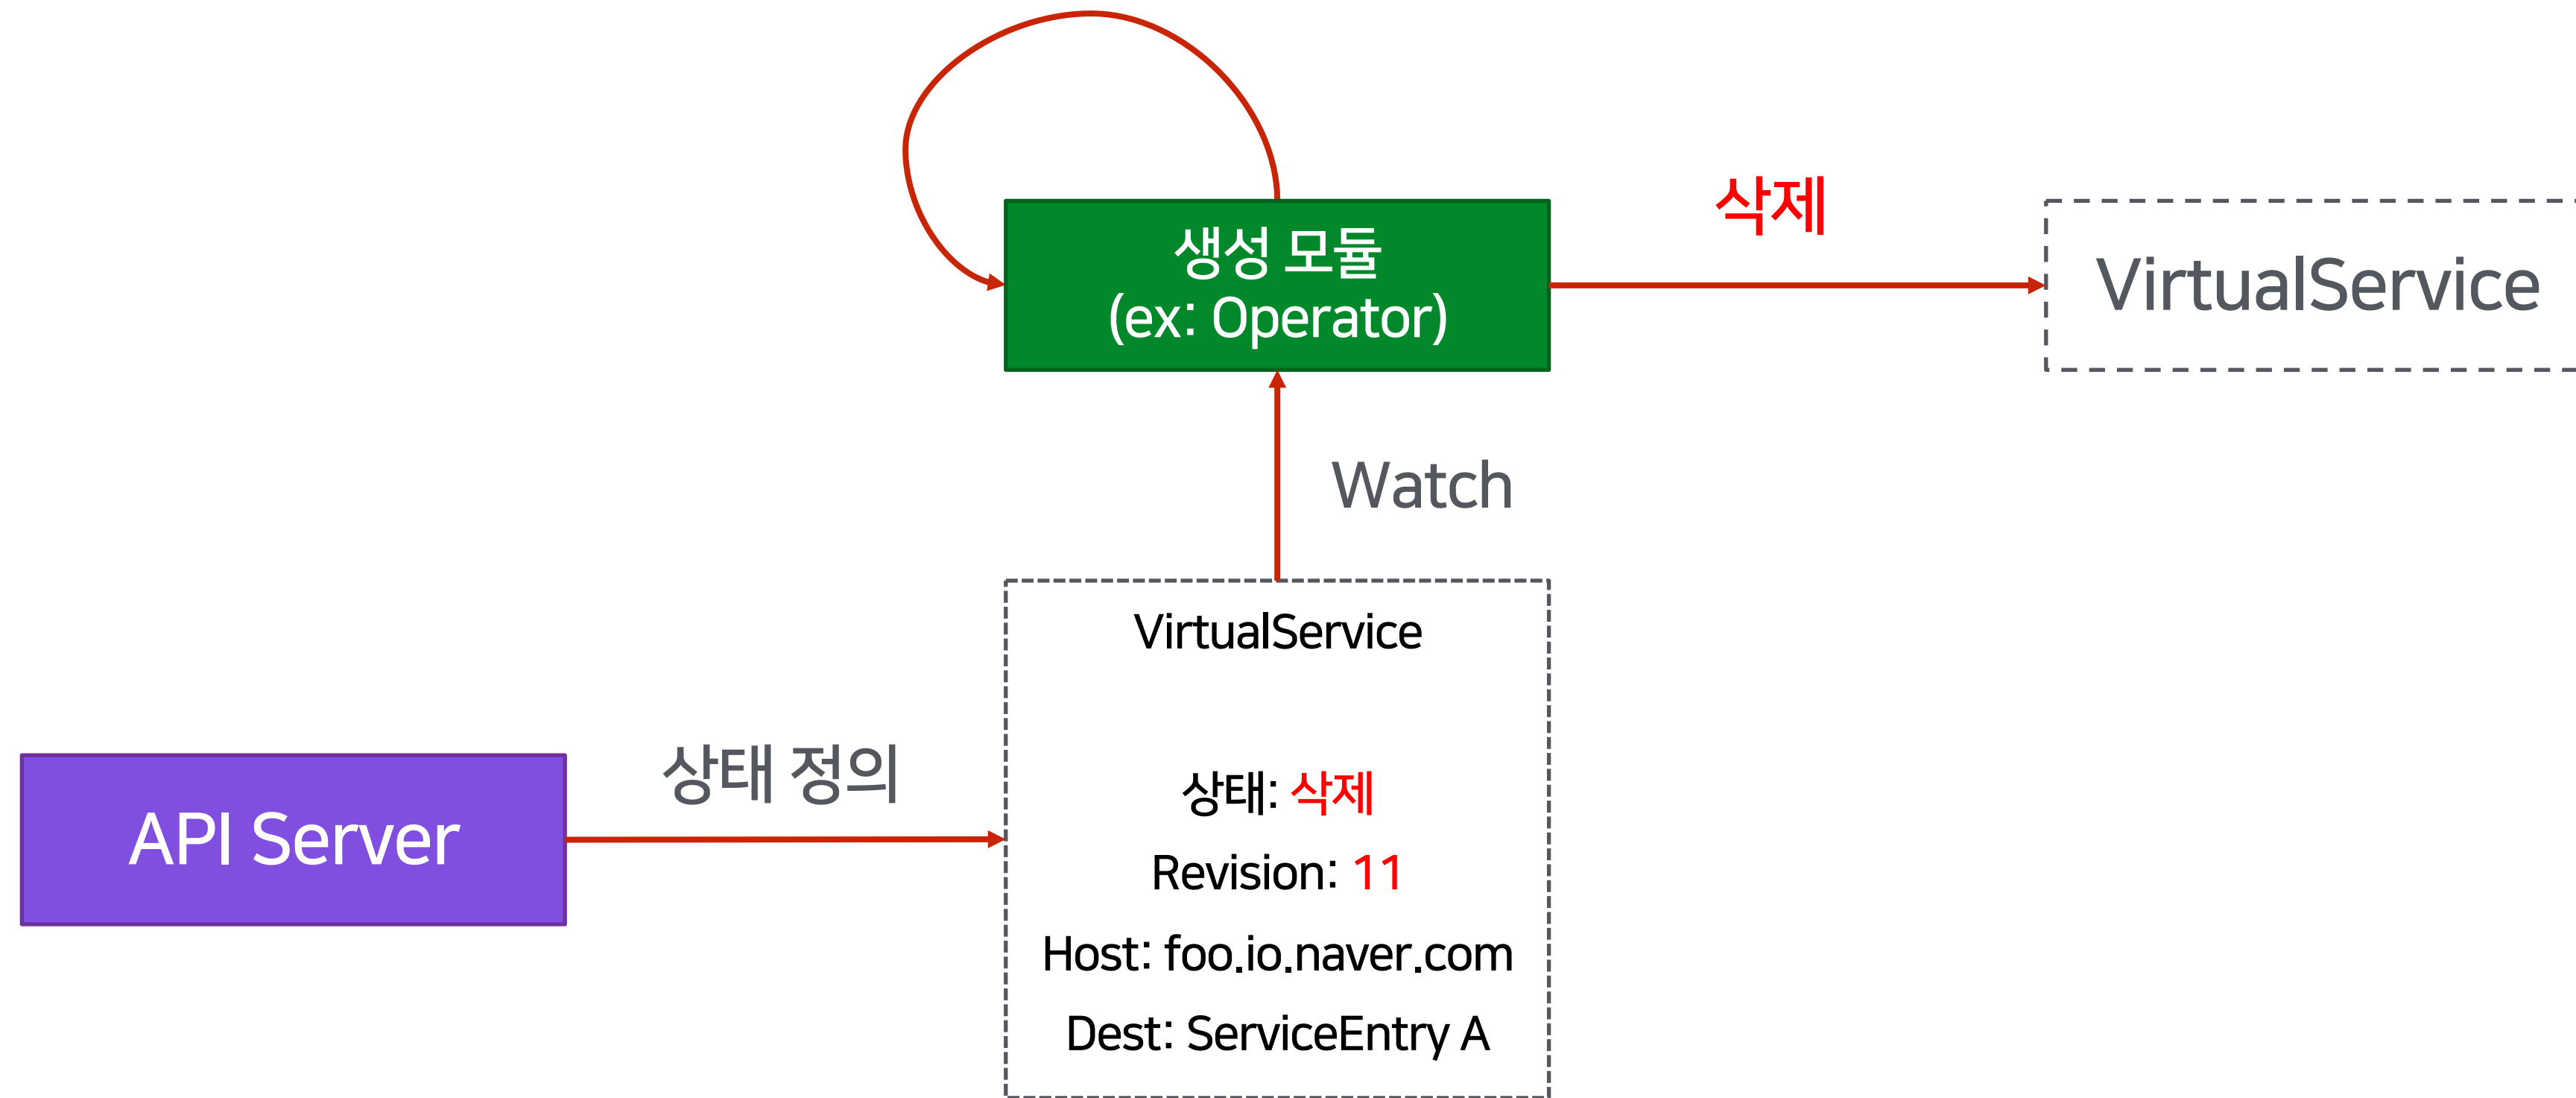 생성 모듈
(ex: Operator)
삭제
VirtualService
Watch
VirtualService
상태: 삭제
Revision: 11
Host: foo.io.naver.com
Dest: ServiceEntry A
상태 정의
API Server